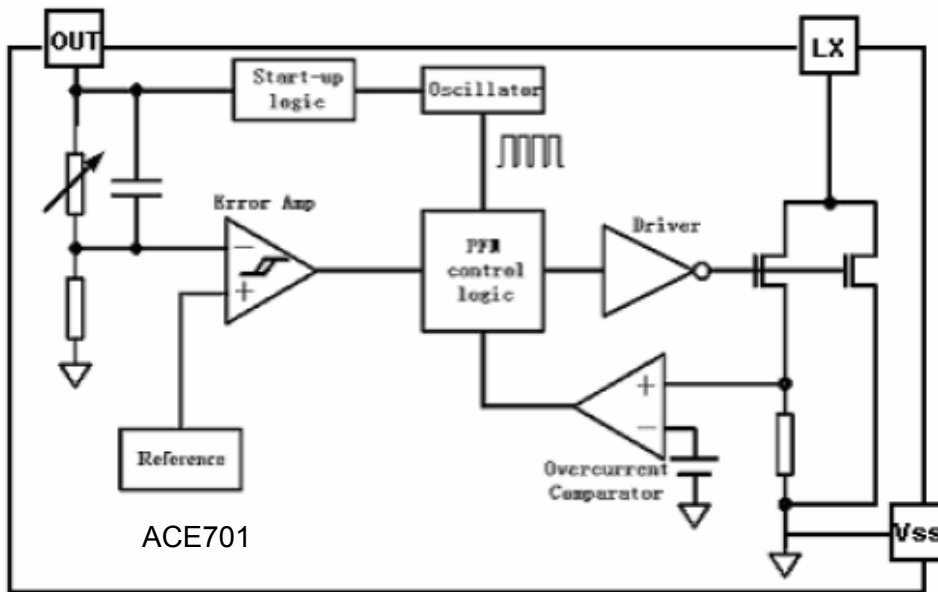 OUT
LX
Start-up
logic
Oscillator
Error Amp
Driver
PFM
control
logic
Reference
Overcurrent
Comparator
ACE701
Vss